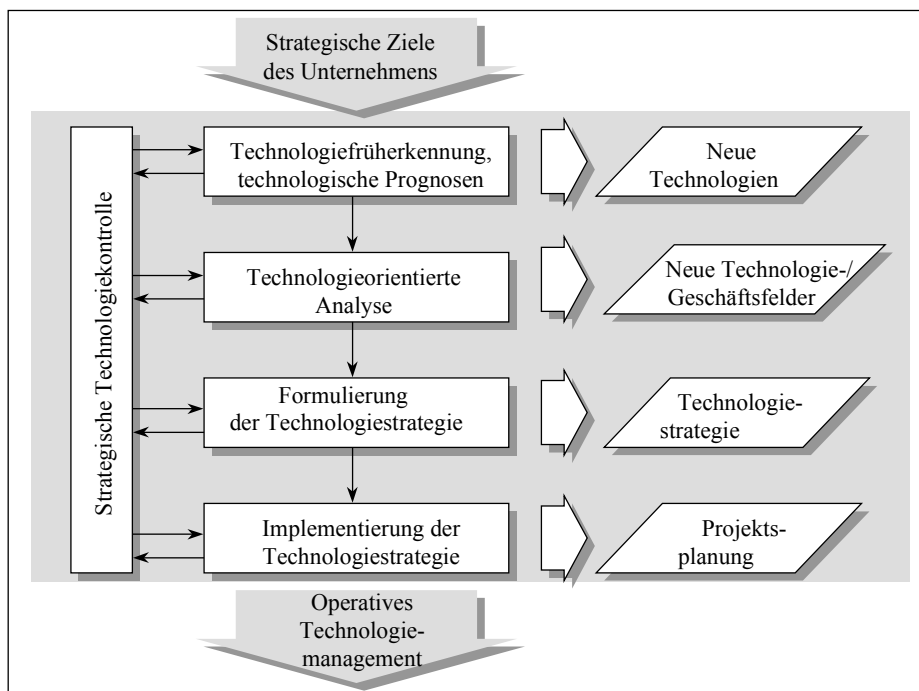 Strategische Ziele
des Unternehmens
Strategische Technologiekontrolle
Technologiefrüherkennung,
technologische Prognosen
Neue
Technologien
Technologieorientierte
Analyse
Neue Technologie-/
Geschäftsfelder
Formulierung
der Technologiestrategie
Technologie-
strategie
Implementierung der
Technologiestrategie
Projekts-
planung
Operatives
Technologie-
management